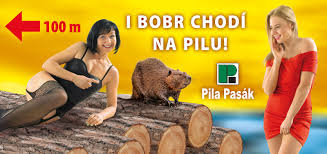 100 m
I BOBR CHODÍ
NA PILU!
P
Pila Pasák